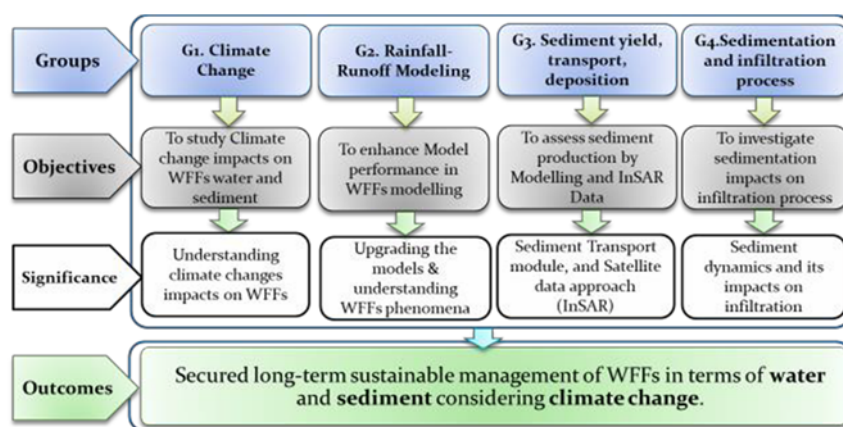 Groups
G1. Climate
Change
G2. Rainfall-
Runoff Modeling
G3. Sediment yield,
transport,
deposition
G4.Sedimentation
and infiltration
process
Objectives
To study Climate
change impacts on
WFFs water and
sediment
To enhance Model
performance in
WFFs modelling
To assess sediment
production by
Modelling and InSAR
Data
To investigate
sedimentation
impacts on
infiltration process
Significance
Understanding
climate changes
impacts on WFFs
Upgrading the
models &
understanding
WFFs phenomena
Sediment Transport
module, and Satellite
data approach
(InSAR)
Sediment
dynamics and its
impacts on
infiltration
Outcomes
Secured long-term sustainable management of WFFs in terms of water
and sediment considering climate change.